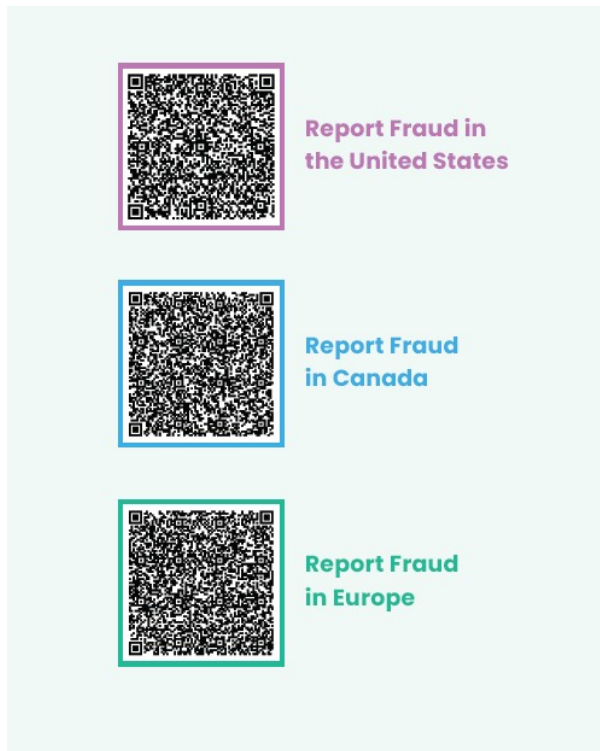 Report Fraud in
the United States
Report Fraud
in Canada
Report Fraud
in Europe